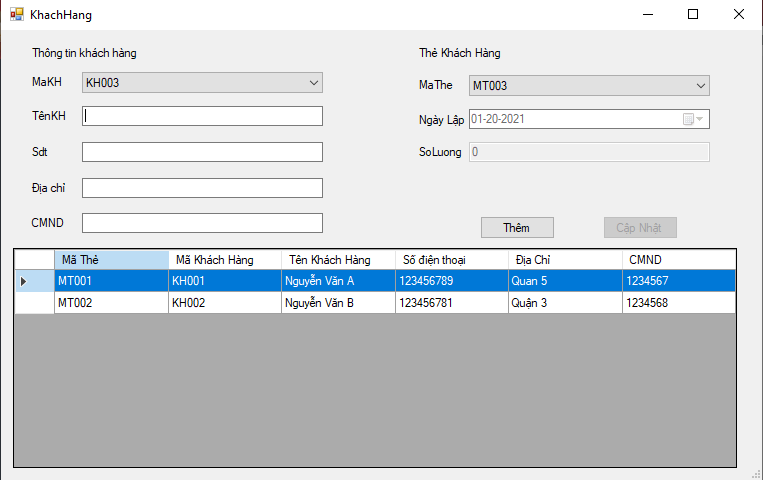 KhachHang
Thông tin khách hàng
Thẻ Khách Hàng
MaKH KH003
MaThe MT003
TênKH
Ngày Lập 01-20-2021
Sdt
SoLuong 0
Địa chỉ
CMND
Thêm Cập Nhât
Mã Thẻ Mã Khách Hàng Tên Khách Hàng Số điện thoại Địa Chỉ CMND
MT001 KH001 Nguyễn Văn A 123456789 Quan 5 1234567
MT002 KH002 Nguyễn Văn B 123456781 Quận 3 1234568